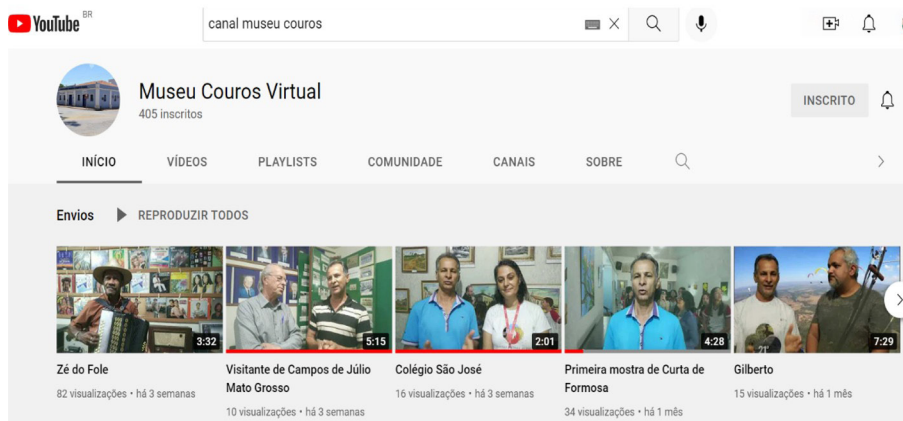 YouTube BR
canal museu couros
Museu Couros Virtual
405 inscritos
INSCRITO
INÍCIO VÍDEOS PLAYLISTS COMUNIDADE CANAIS SOBRE
Envios REPRODUZIR TODOS
3:32 5:15 2:01 4:28 7:29
Zé do Fole
82 visualizações • há 3 semanas
Visitante de Campos de Júlio
Mato Grosso
10 visualizações • há 3 semanas
Colégio São José
16 visualizações • há 3 semanas
Primeira mostra de Curta de
Formosa
34 visualizações • há 1 mês
Gilberto
15 visualizações • há 1 mês